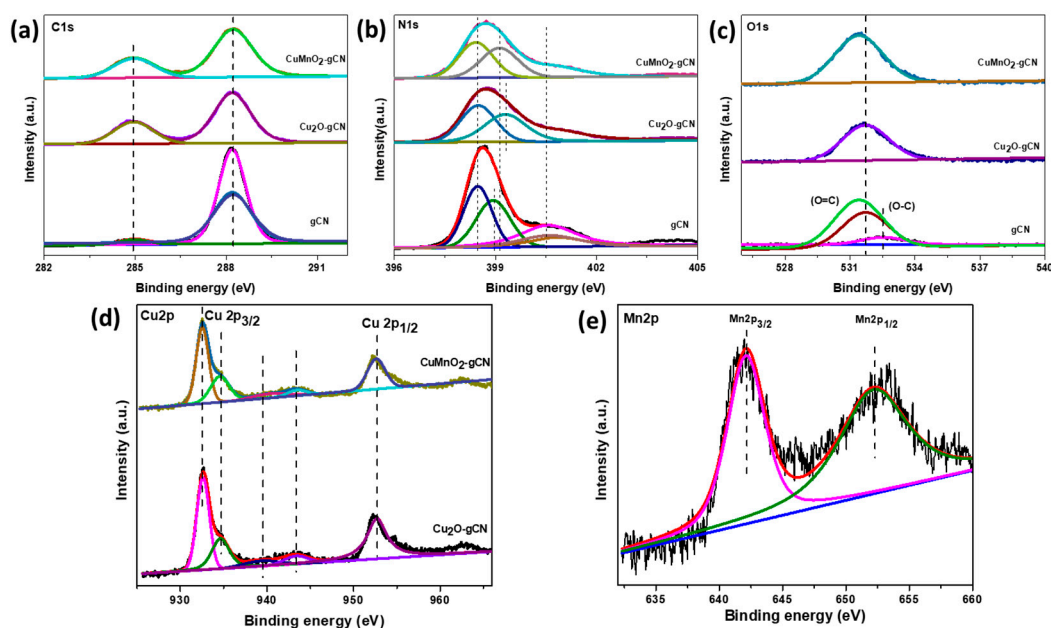 (a) C1s
CuMnO2-gCN
Cu2O-gCN
gCN
Intensity(a.u.)
282 285 288 291
Binding energy (eV)
(b) N1s
CuMnO2-gCN
Cu2O-gCN
gCN
Intensity (a.u.)
396 399 402 405
Binding energy (eV)
(c) O1s
CuMnO2-gCN
Cu2O-gCN
(O=C) (O-C)
gCN
Intensity (a.u.)
528 531 534 537 540
Binding energy (eV)
(d)
Cu2p Cu 2p3/2 Cu 2p1/2
CuMnO2-gCN
Cu2O-gCN
Intensity (a.u.)
930 940 950 960
Binding energy (eV)
(e) Mn2p
Mn2p3/2 Mn2p1/2
Intensity (a.u.)
635 640 645 650 655 660
Binding energy (eV)